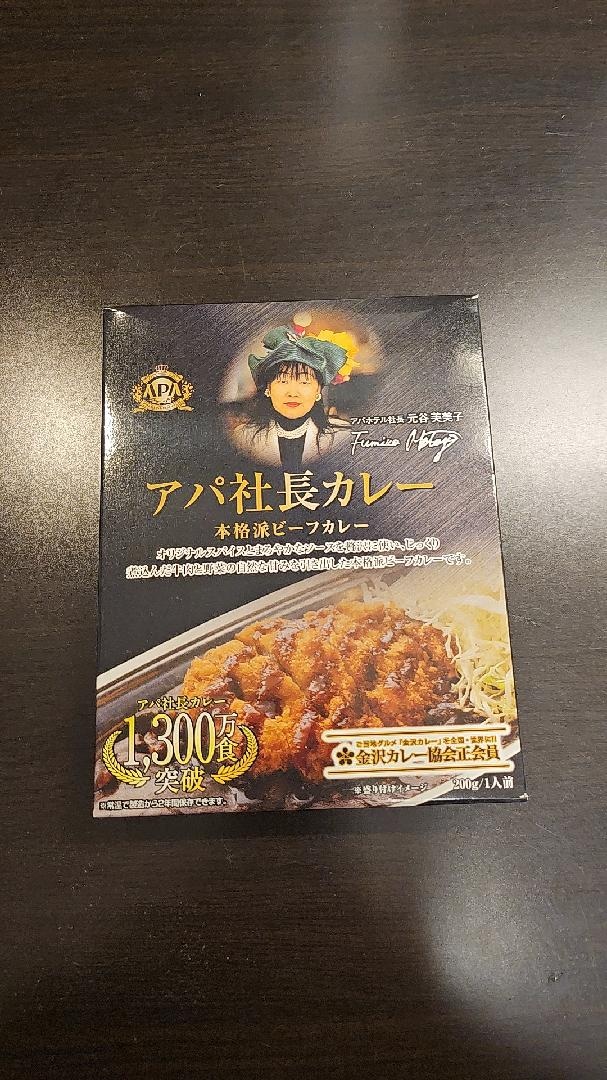 APA
アパホテル社長 元谷 芙美子
Fumiko Motoya
アパ社長カレー
本格派ビーフカレー
オリジナルスパイスとまろやかなソースを贅沢に使い、じっくり
煮込んだ牛肉と野菜の自然な甘みを引き出した本格派ビーフカレーです。
アパ社長カレー
1,300万食
突破
ご当地グルメ「金沢カレー」を全国・世界に!!
金沢カレー協会正会員
※盛り付けイメージ
200g/1人前
※常温で製造から2年間保存できます。